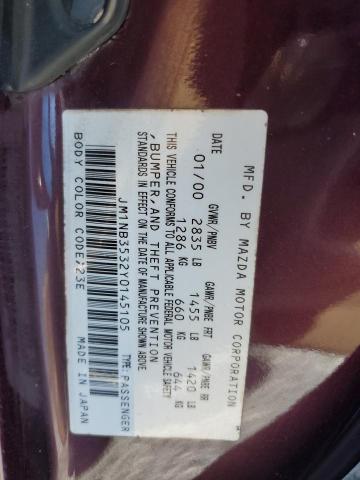 MFD. BY MAZDA MOTOR CORPORATION
DATE GVWR/PNBV GAWR/PNBE FRT GAWR/PNBE RR
01/00 2835 LB 1455 LB 1420 LB
1286 KG 660 KG 644 KG
THIS VEHICLE CONFORMS TO ALL APPLICABLE FEDERAL MOTOR VEHICLE SAFETY
, BUMPER, AND THEFT PREVENTION
STANDARDS IN EFFECT ON THE DATE OF MANUFACTURE SHOWN ABOVE.
JM1NB3532Y0145105 TYPE: PASSENGER
BODY COLOR CODE: 23E MADE IN JAPAN